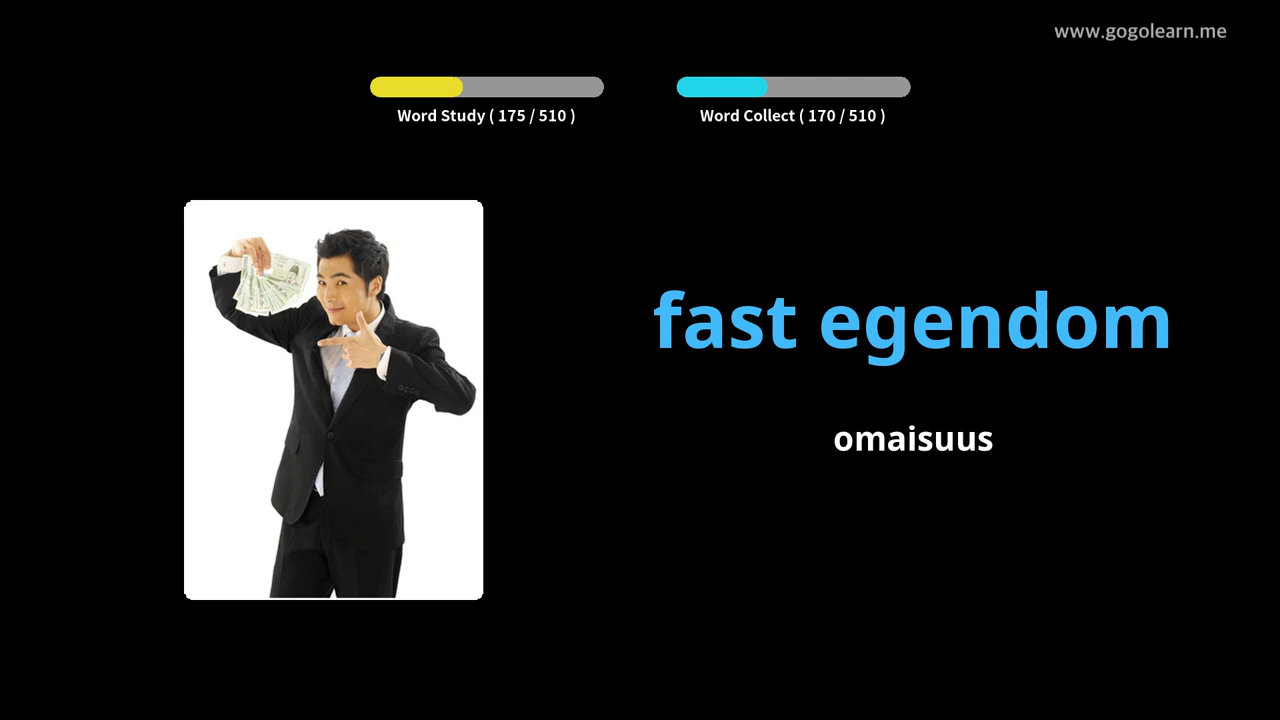 www.gogolearn.me
Word Study ( 175 / 510 )
Word Collect ( 170 / 510 )
fast egendom
omaisuus